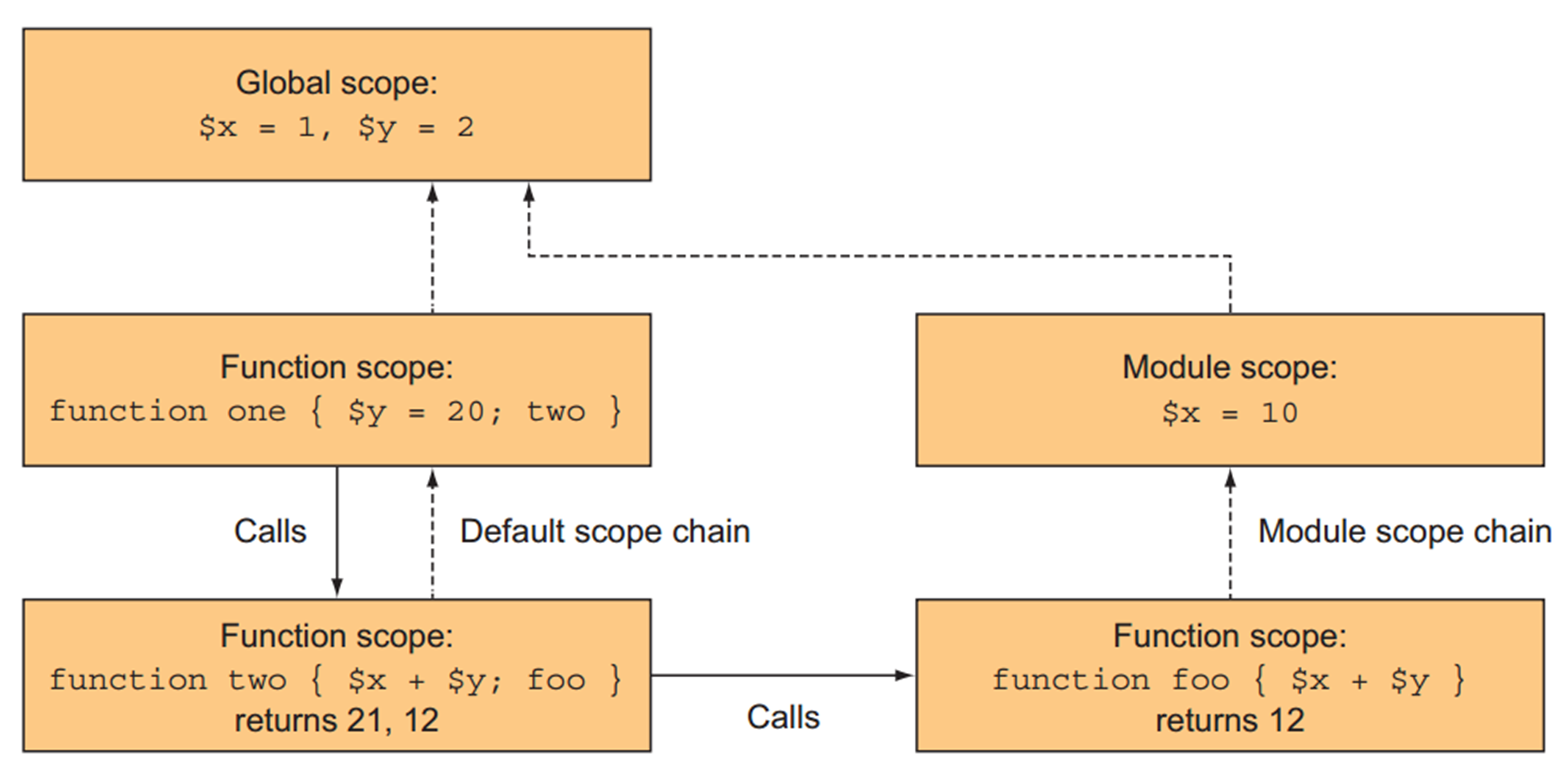 Global scope:
$x = 1, $y = 2
Function scope:
function one { $y = 20; two }
Module scope:
$x = 10
Calls
Default scope chain
Module scope chain
Function scope:
function two { $x + $y; foo }
returns 21, 12
Calls
Function scope:
function foo { $x + $y }
returns 12